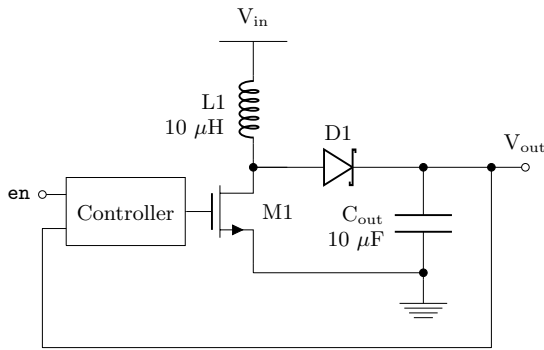 V_in
L1
10 μH
D1
V_out
en
Controller
M1
C_out
10 μF